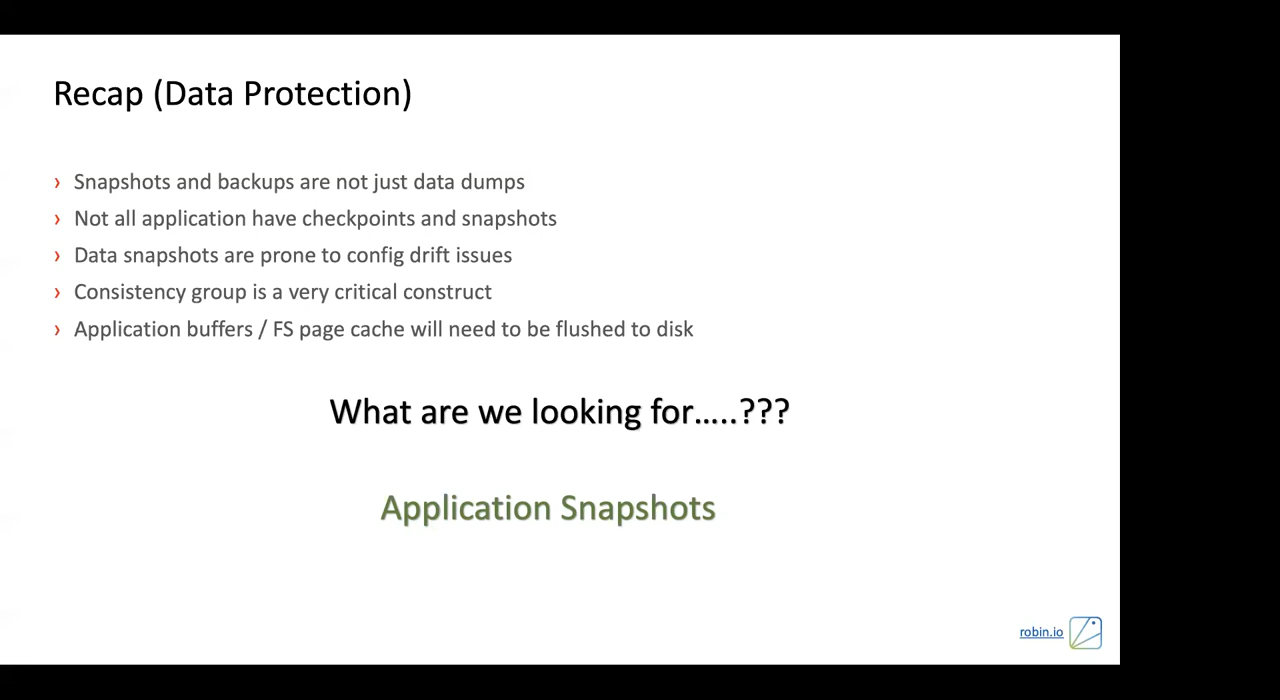 Recap (Data Protection)
› Snapshots and backups are not just data dumps
› Not all application have checkpoints and snapshots
› Data snapshots are prone to config drift issues
› Consistency group is a very critical construct
› Application buffers / FS page cache will need to be flushed to disk
What are we looking for.....???
Application Snapshots
robin.io